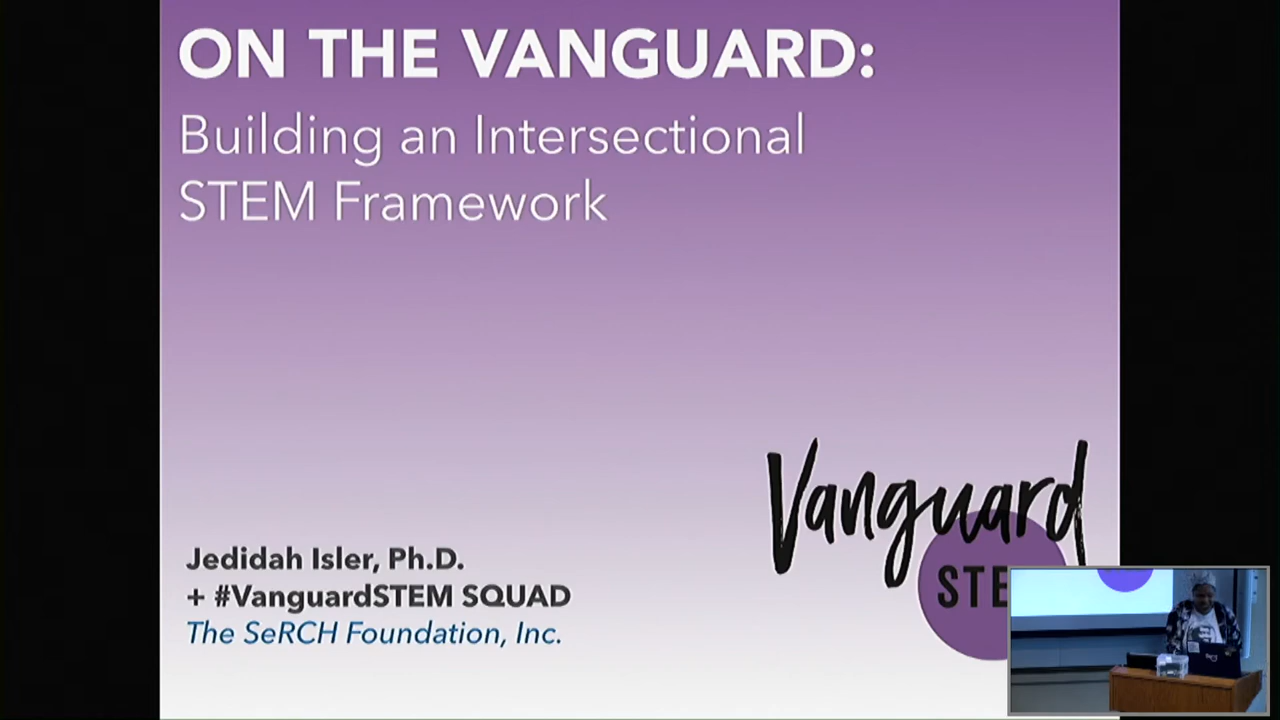 ON THE VANGUARD:
Building an Intersectional
STEM Framework
Vanguard
STE
Jedidah Isler, Ph.D.
+ #VanguardSTEM SQUAD
The SeRCH Foundation, Inc.